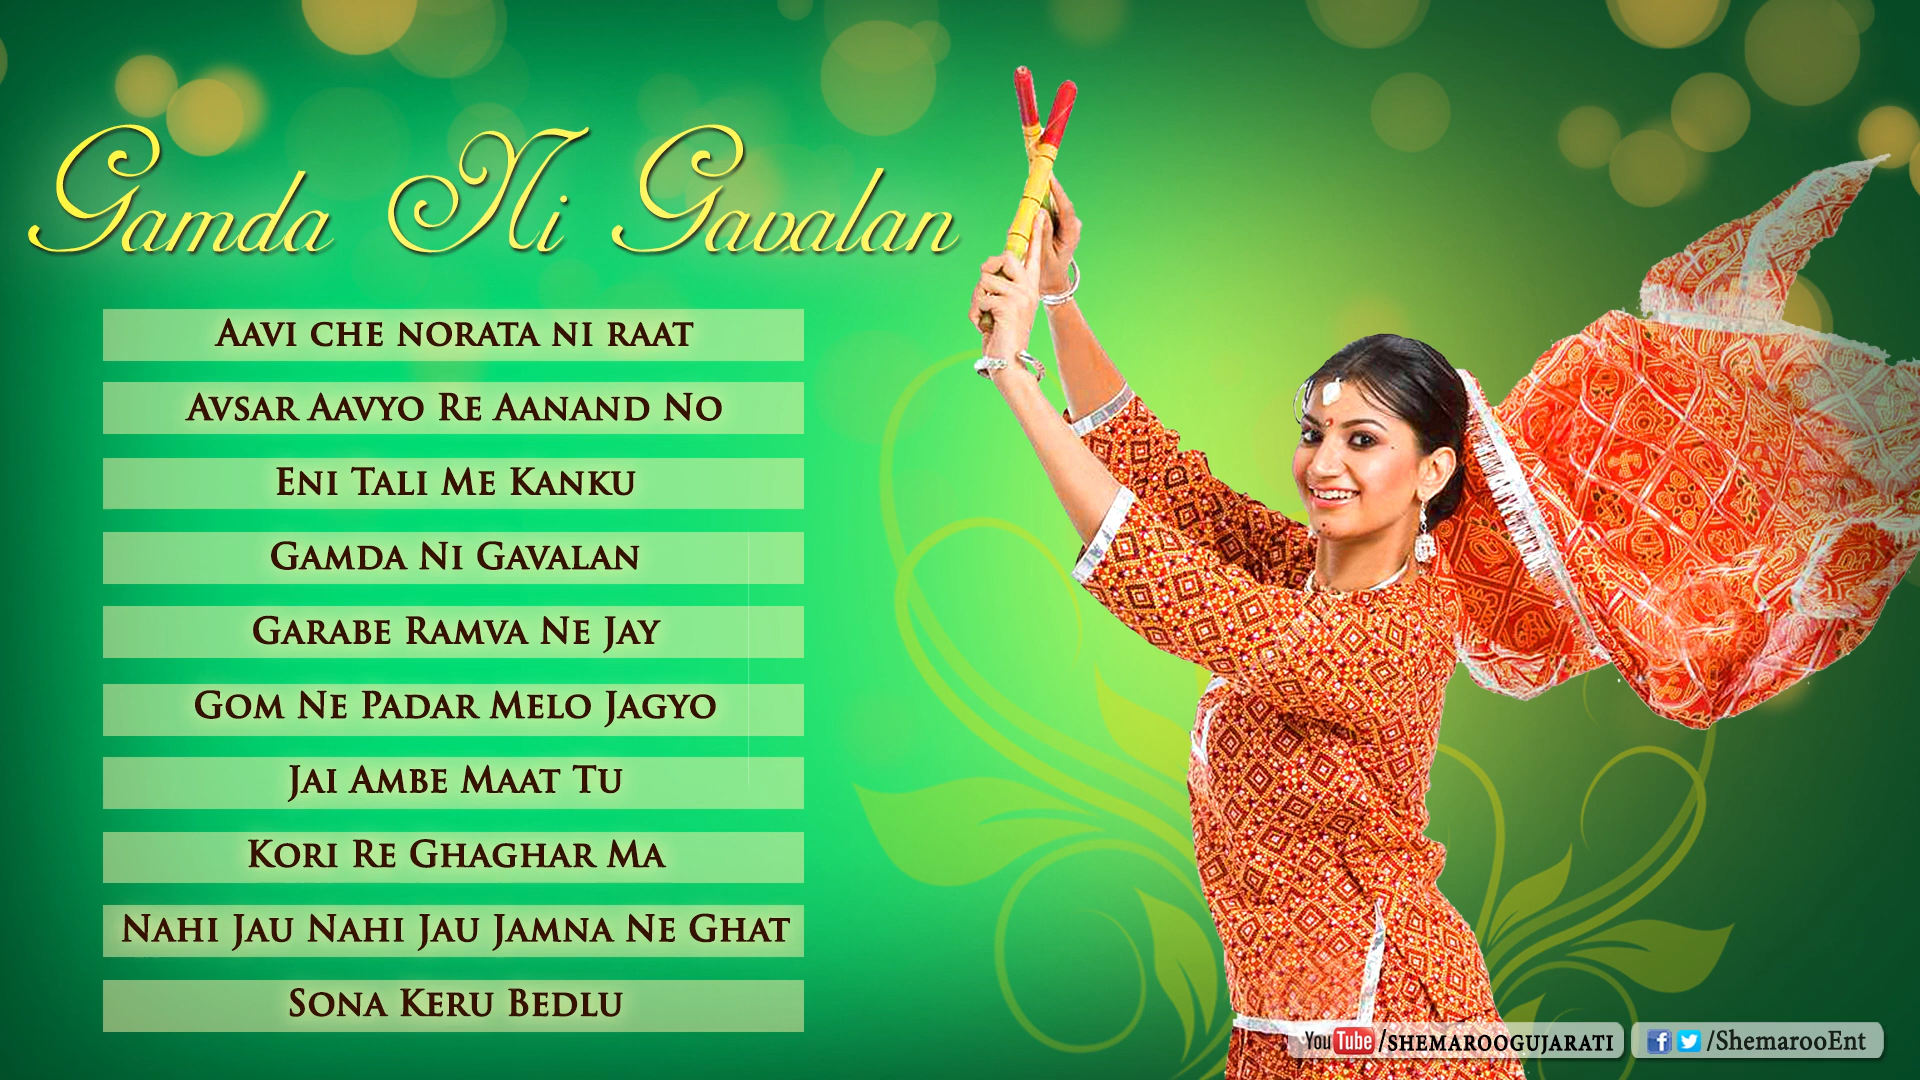 Gamda Ni Gavalan
Aavi che norata ni raat
Avsar Aavyo Re Aanand No
Eni Tali Me Kanku
Gamda Ni Gavalan
Garabe Ramva Ne Jay
Gom Ne Padar Melo Jagyo
Jai Ambe Maat Tu
Kori Re Ghaghar Ma
Nahi Jau Nahi Jau Jamna Ne Ghat
Sona Keru Bedlu
YouTube /SHEMAROOGUJARATI
f /ShemarooEnt